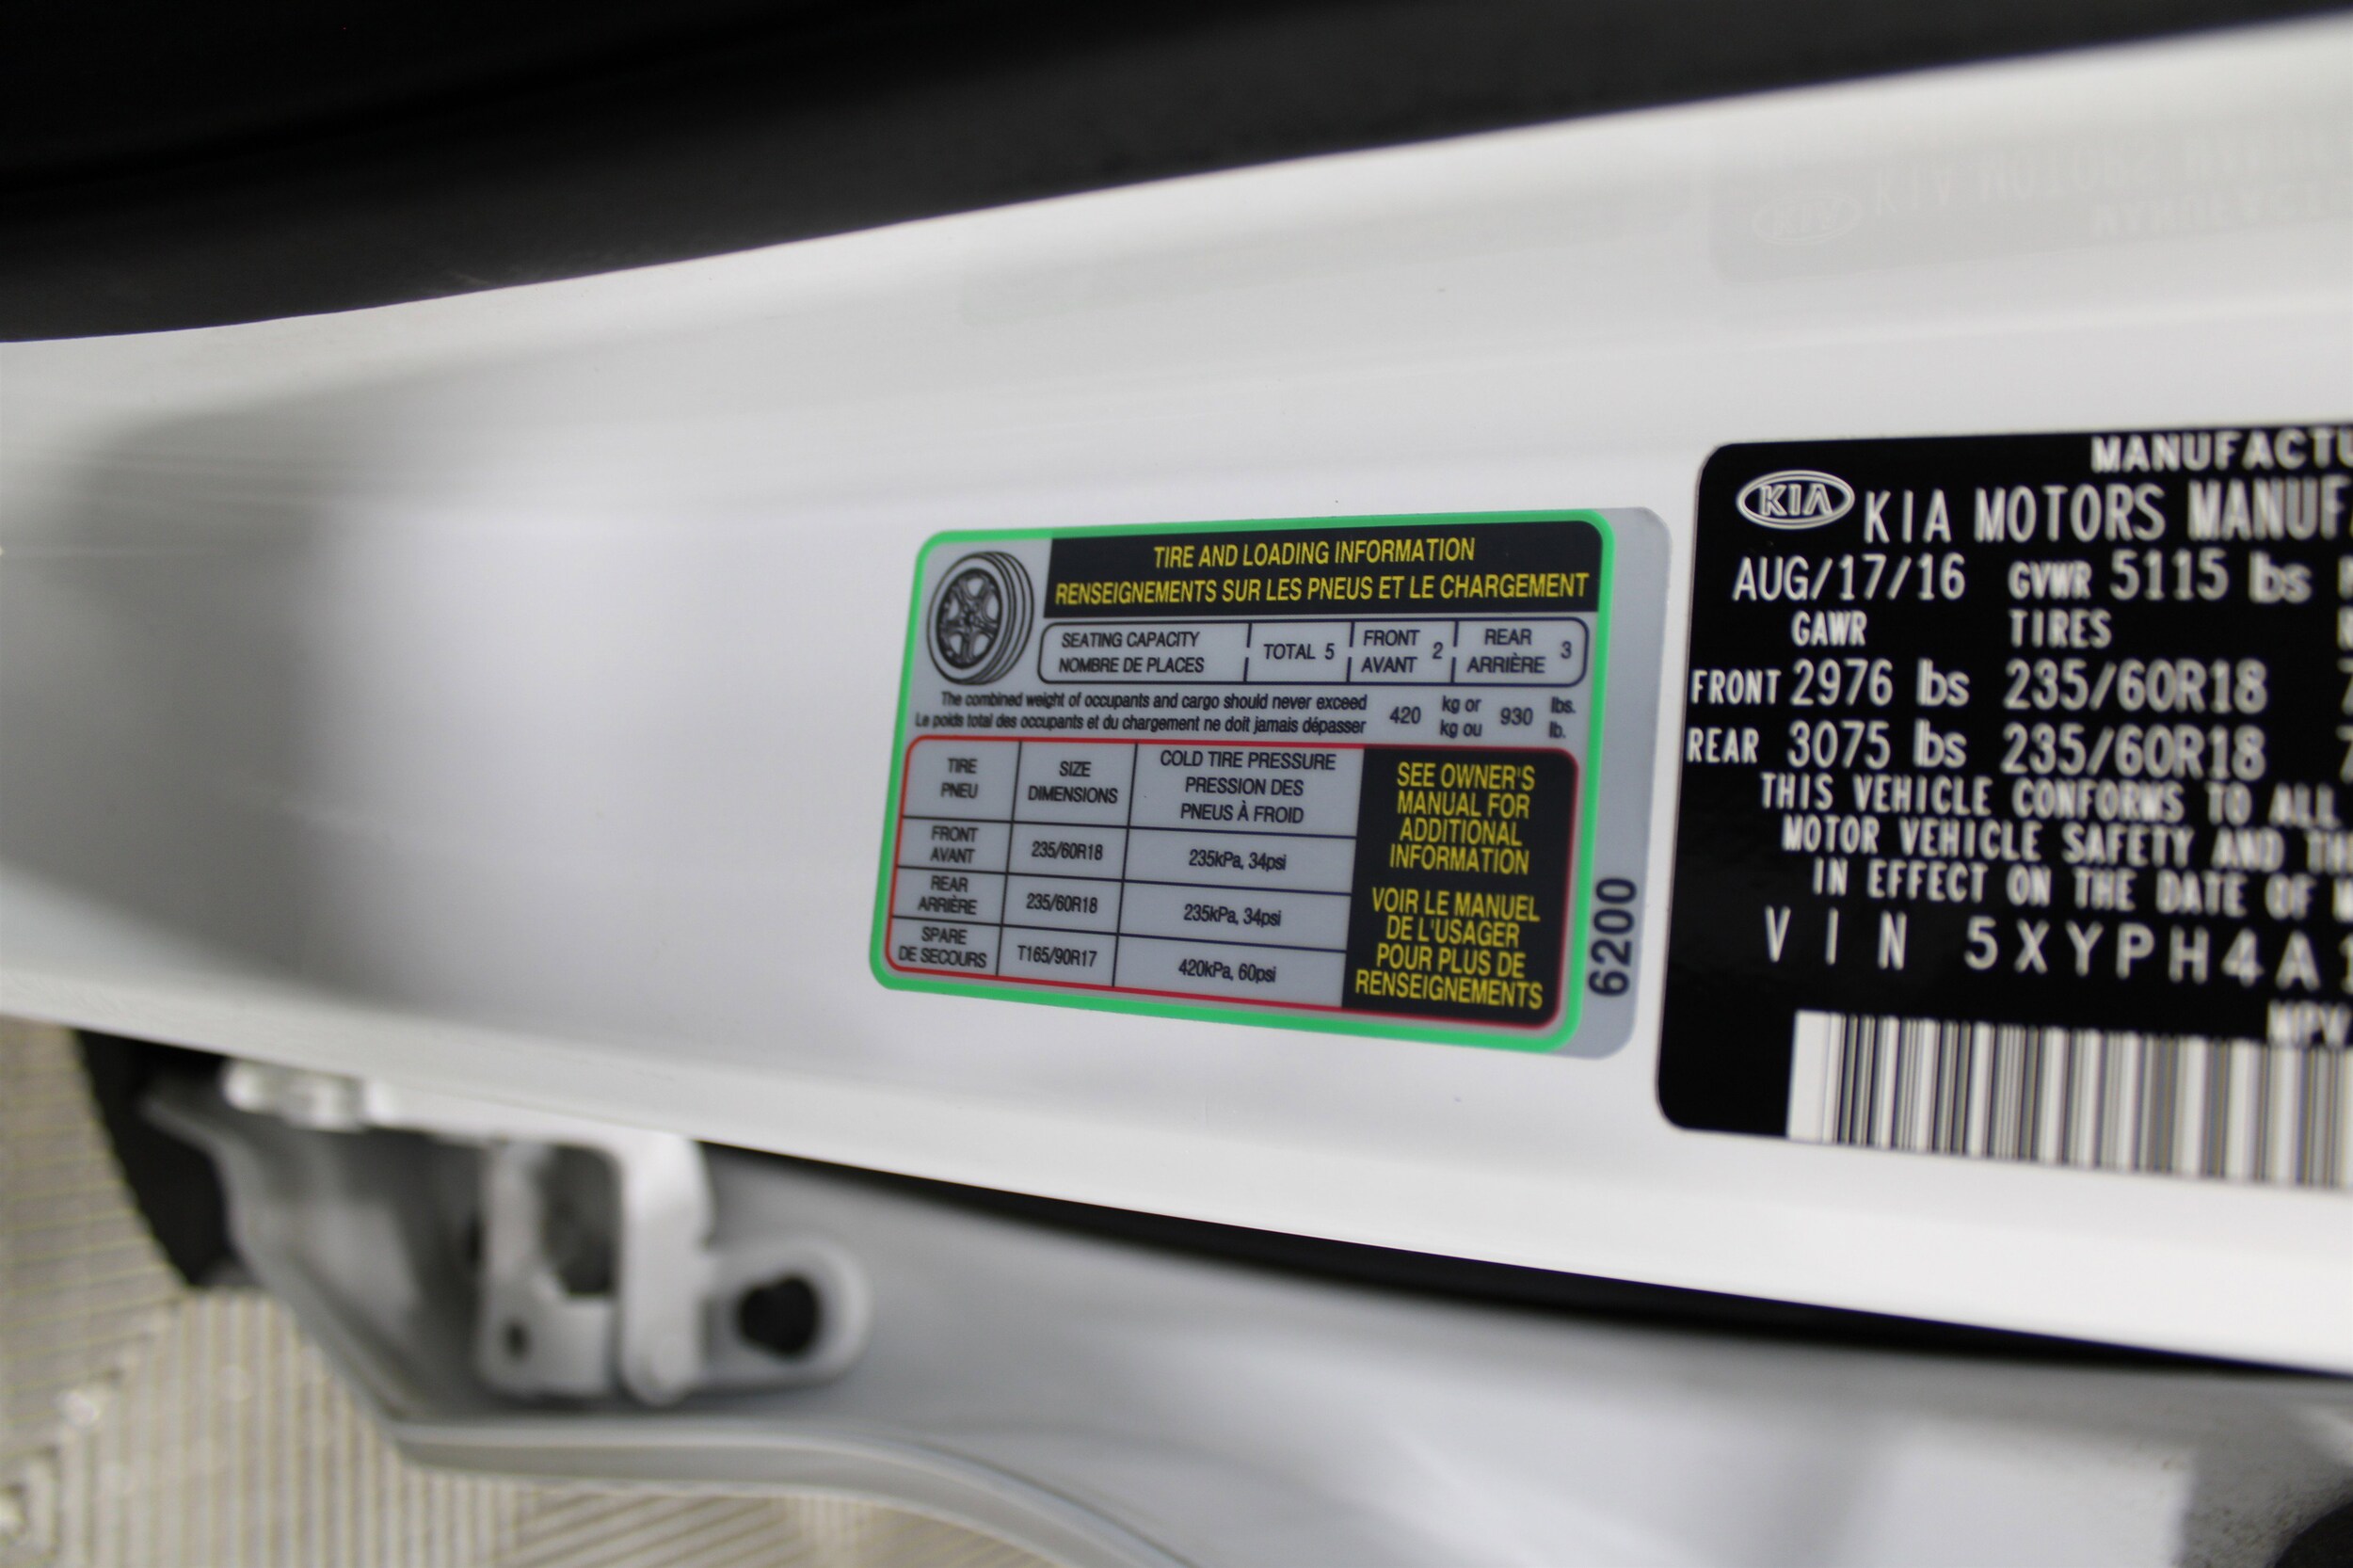 TIRE AND LOADING INFORMATION
RENSEIGNEMENTS SUR LES PNEUS ET LE CHARGEMENT
SEATING CAPACITY
NOMBRE DE PLACES
TOTAL 5
FRONT
AVANT
2
REAR
ARRIÈRE
3
The combined weight of occupants and cargo should never exceed
Le poids total des occupants et du chargement ne doit jamais dépasser
420
kg or
kg ou
930
lbs.
lb.
TIRE
PNEU
SIZE
DIMENSIONS
COLD TIRE PRESSURE
PRESSION DES
PNEUS À FROID
FRONT
AVANT
235/60R18
235kPa, 34psi
REAR
ARRIÈRE
235/60R18
235kPa, 34psi
SPARE
DE SECOURS
T165/90R17
420kPa, 60psi
SEE OWNER'S
MANUAL FOR
ADDITIONAL
INFORMATION
VOIR LE MANUEL
DE L'USAGER
POUR PLUS DE
RENSEIGNEMENTS
6200
MANUFACTU
KIA KIA MOTORS MANUF
AUG/17/16 GVWR 5115 lbs
GAWR TIRES
FRONT 2976 lbs 235/60R18
REAR 3075 lbs 235/60R18
THIS VEHICLE CONFORMS TO ALL
MOTOR VEHICLE SAFETY AND TH
IN EFFECT ON THE DATE OF
VIN 5XYPH4A1
MPV